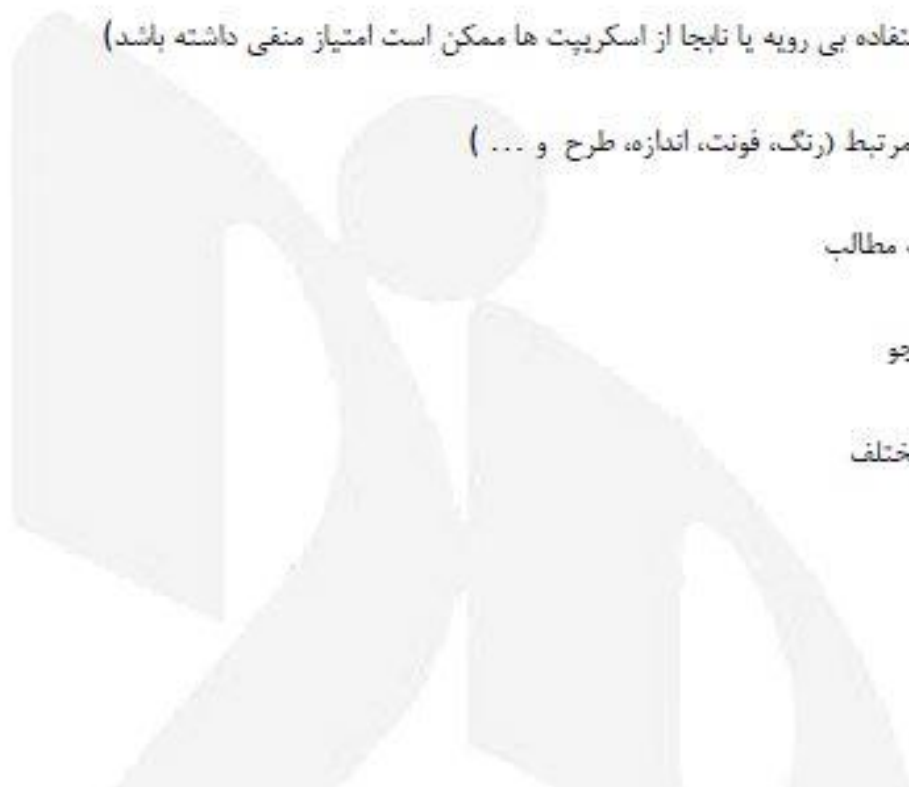 تفاده بی رویه یا نابجا از اسکریپت ها ممکن است امتیاز منفی داشته باشد)
مرتبط (رنگ، فونت، اندازه، طرح و ... )
مطالب
جو
ختلف